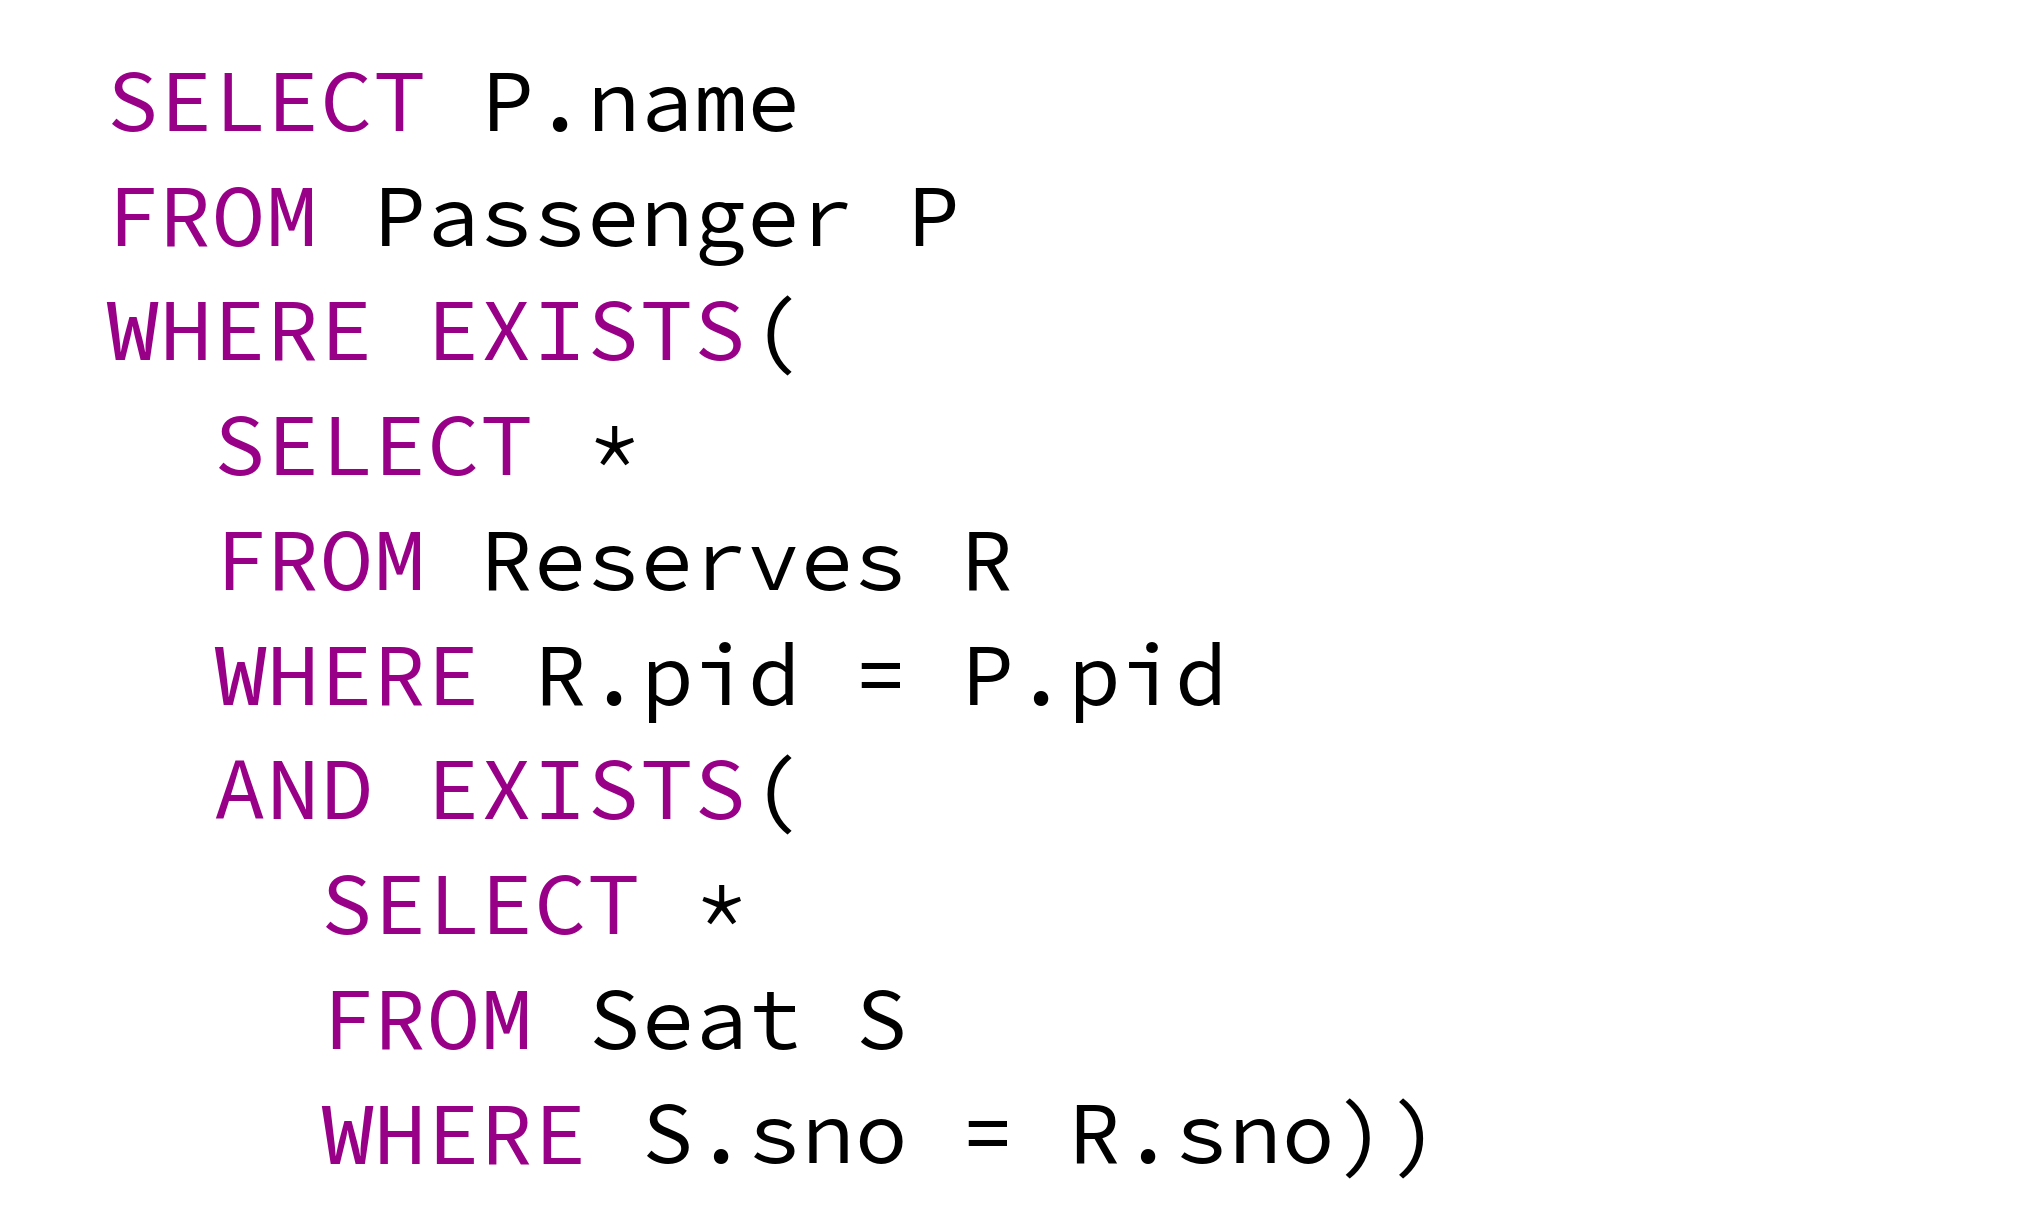 SELECT P.name
FROM Passenger P
WHERE EXISTS(
  SELECT *
  FROM Reserves R
  WHERE R.pid = P.pid
  AND EXISTS(
    SELECT *
    FROM Seat S
    WHERE S.sno = R.sno))